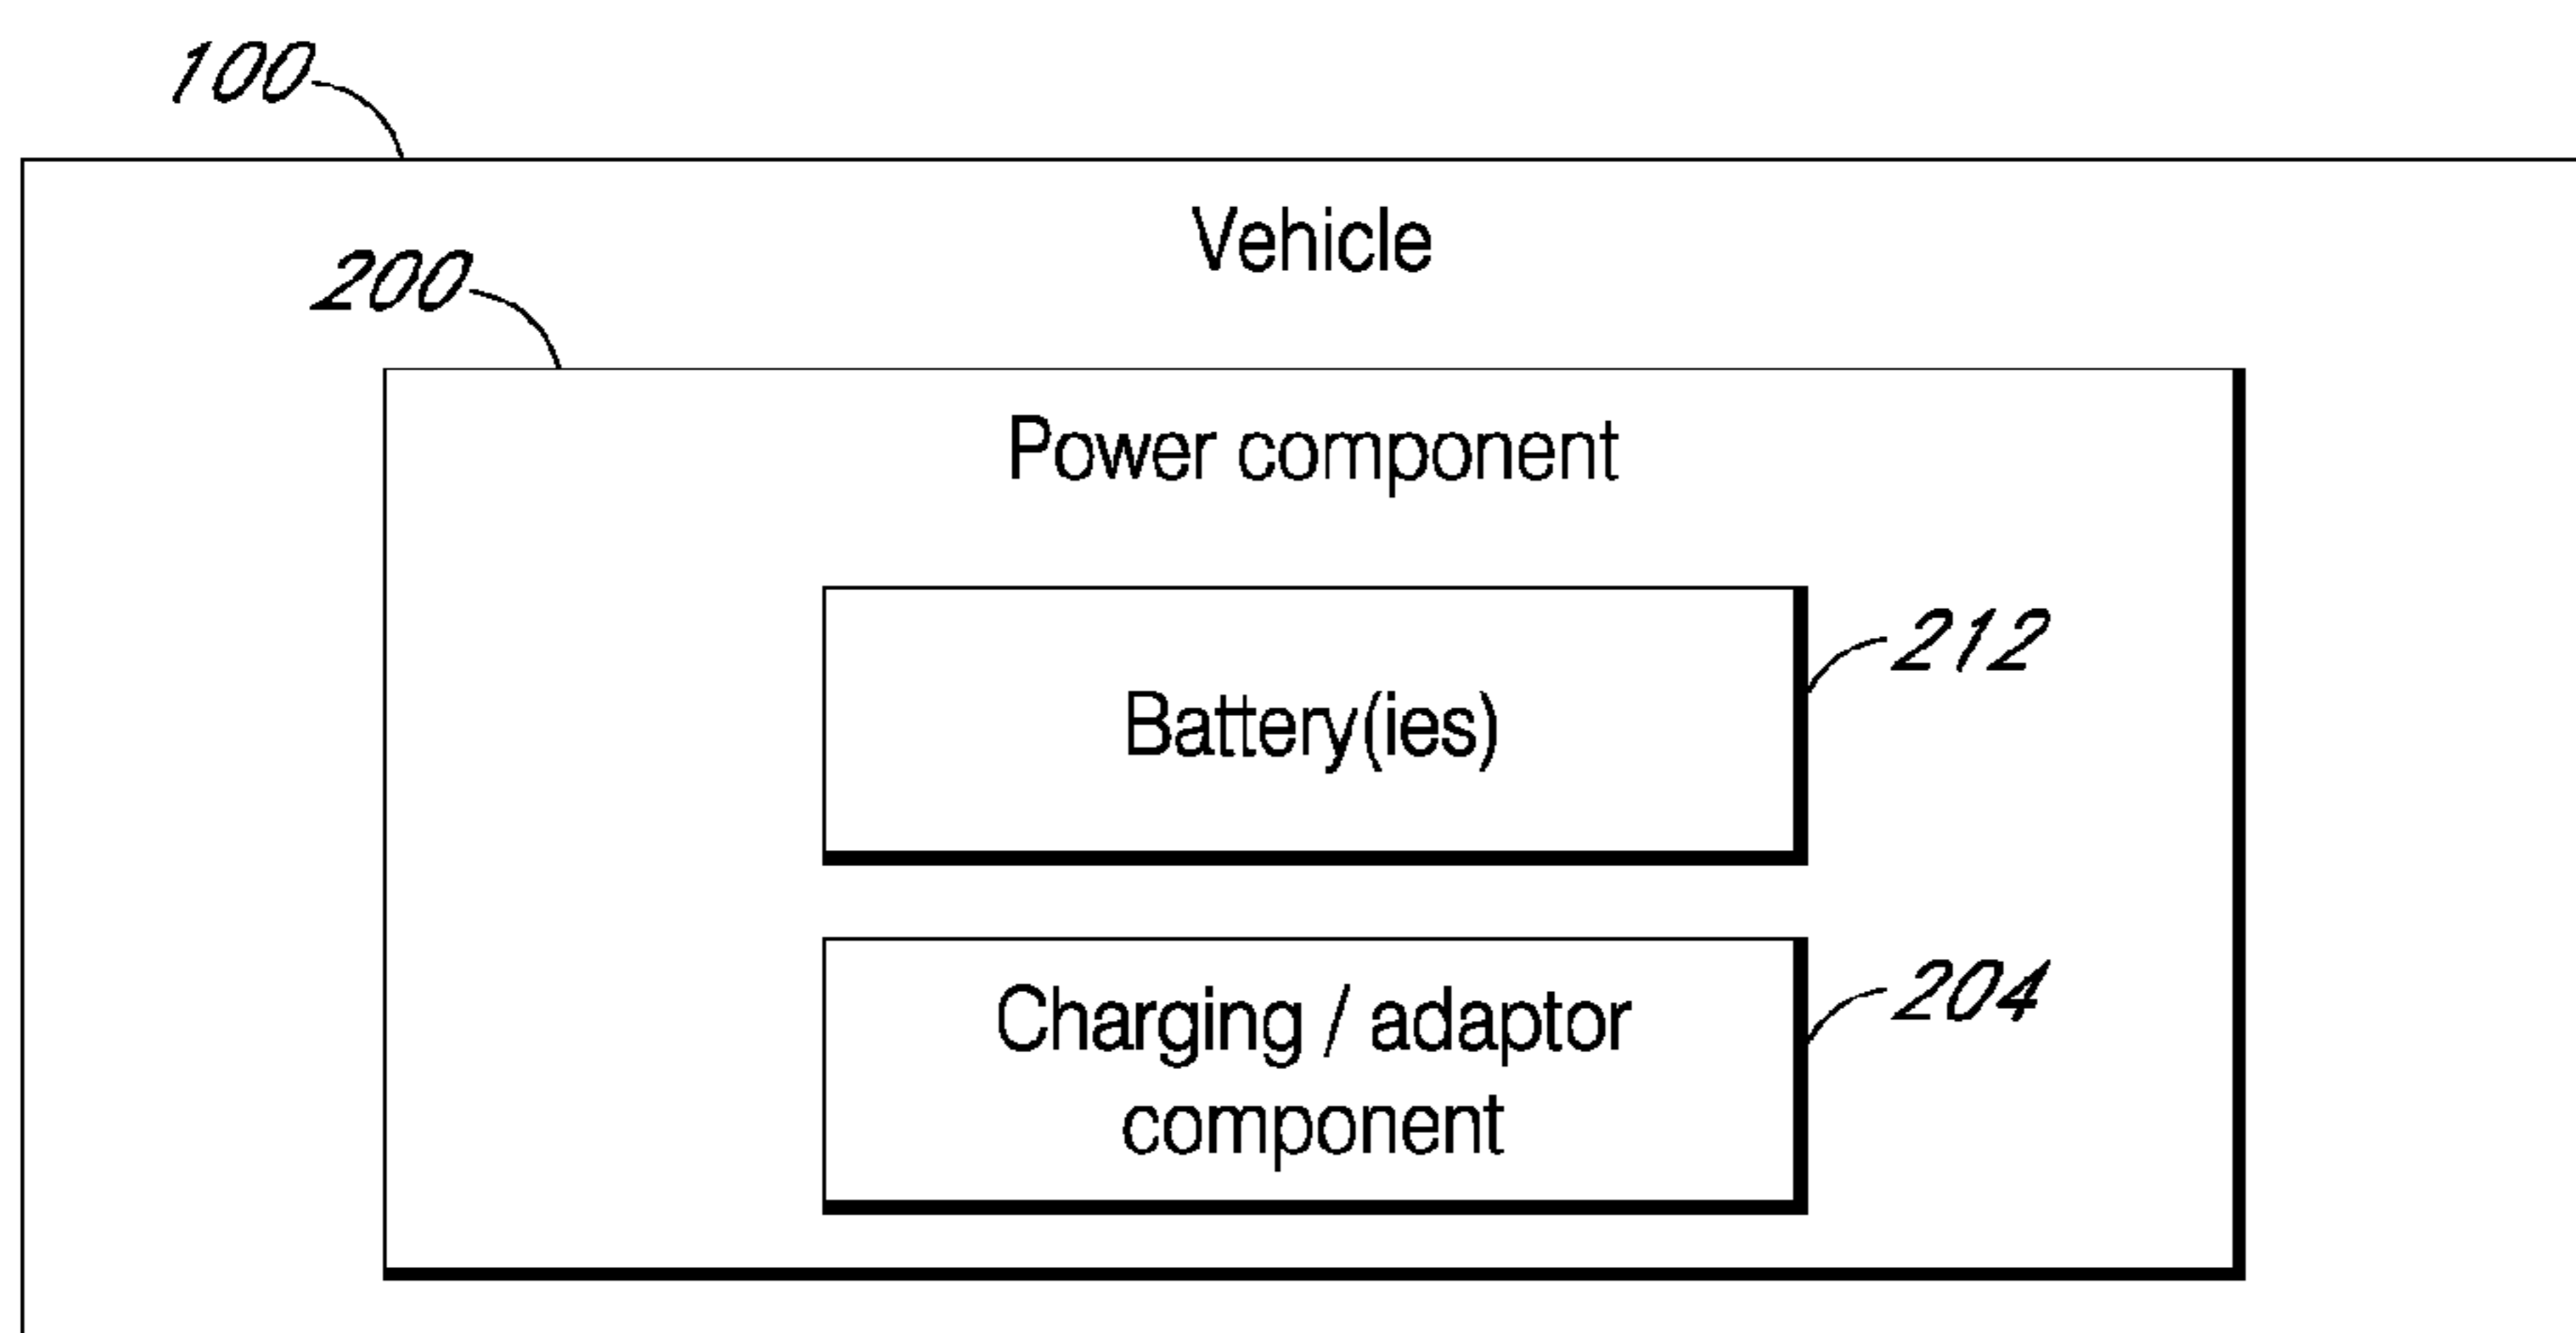 100
Vehicle
200
Power component
212
Battery(ies)
204
Charging / adaptor
component